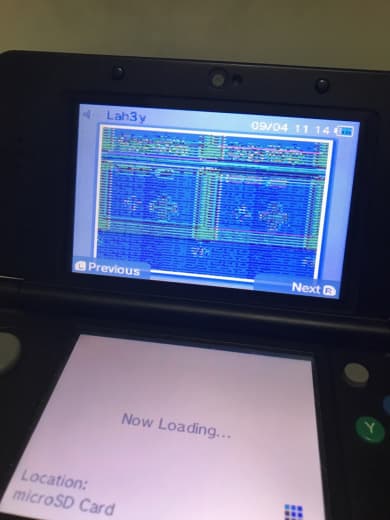 Lah3y
09/04 11:14
L Previous
Next R
Now Loading...
Location:
microSD Card
Y